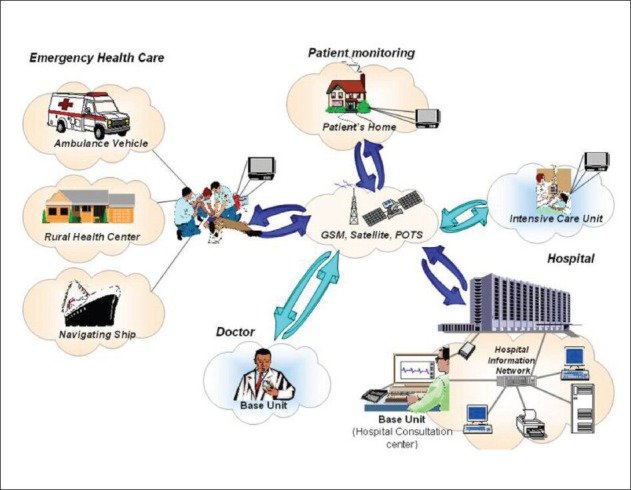 Emergency Health Care
Ambulance Vehicle
Rural Health Center
Navigating Ship
Patient monitoring
Patient's Home
GSM, Satellite, POTS
Intensive Care Unit
Doctor
Base Unit
Hospital
Hospital
Information
Network
Base Unit
(Hospital Consultation
center)